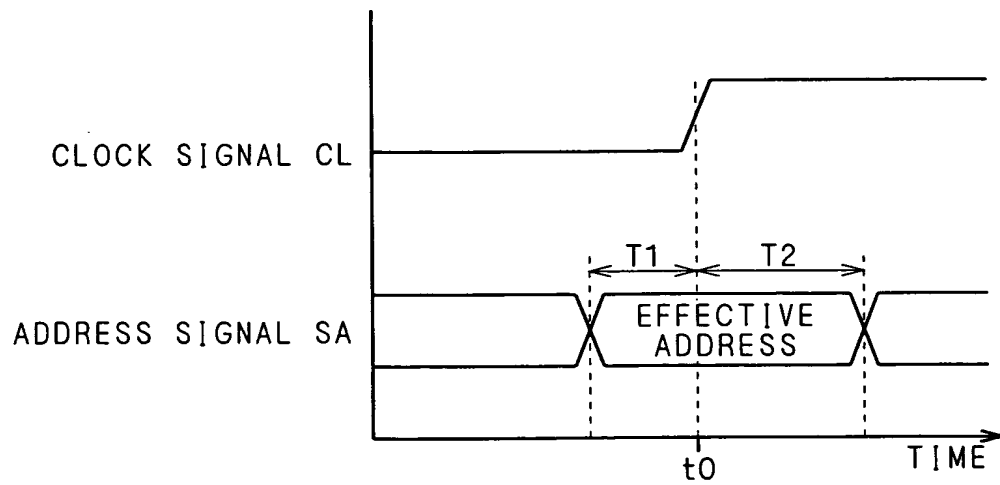 CLOCK SIGNAL CL
T1
T2
ADDRESS SIGNAL SA
EFFECTIVE
ADDRESS
t0
TIME